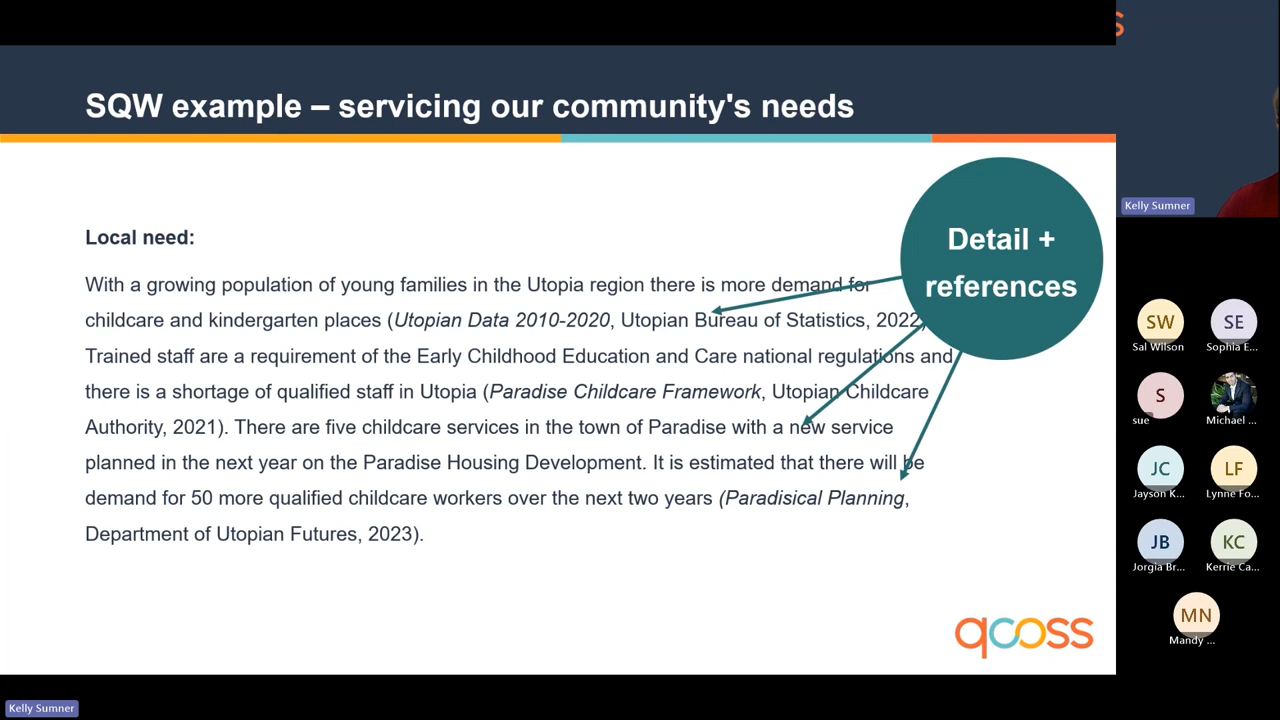 SQW example – servicing our community's needs
Local need:
With a growing population of young families in the Utopia region there is more demand for
childcare and kindergarten places (Utopian Data 2010-2020, Utopian Bureau of Statistics, 2022)
Trained staff are a requirement of the Early Childhood Education and Care national regulations and
there is a shortage of qualified staff in Utopia (Paradise Childcare Framework, Utopian Childcare
Authority, 2021). There are five childcare services in the town of Paradise with a new service
planned in the next year on the Paradise Housing Development. It is estimated that there will be
demand for 50 more qualified childcare workers over the next two years (Paradisical Planning,
Department of Utopian Futures, 2023).
Detail +
references
qcoss
Kelly Sumner
SW
Sal Wilson
SE
Sophia E...
S
sue
Michael ...
JC
Jayson K...
LF
Lynne Fo...
JB
Jorgia Br...
KC
Kerrie Ca...
MN
Mandy ...
Kelly Sumner